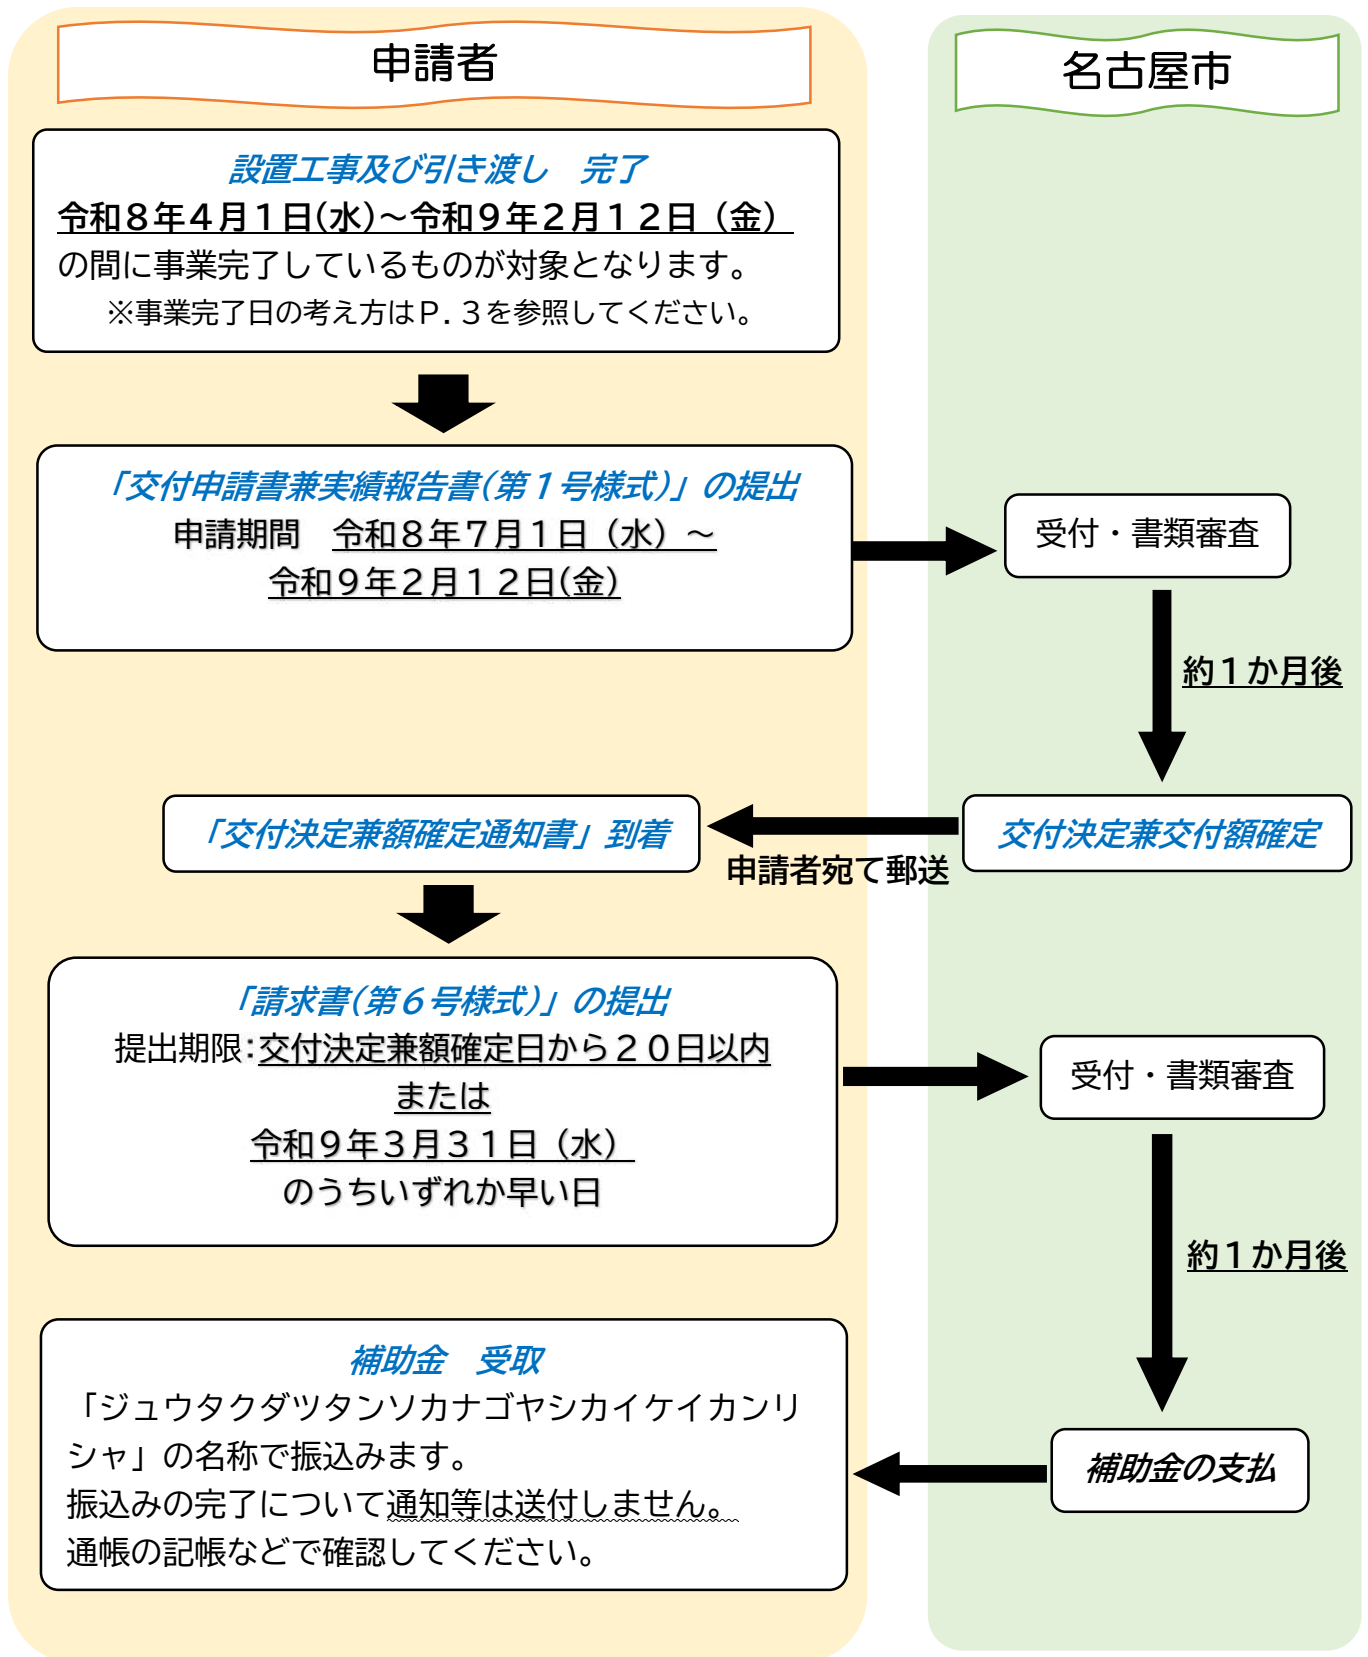 申請者
名古屋市
設置工事及び引き渡し　完了
令和８年４月１日(水)～令和９年２月１２日（金）
の間に事業完了しているものが対象となります。
※事業完了日の考え方はＰ．３を参照してください。
「交付申請書兼実績報告書(第１号様式)」の提出
申請期間　令和８年７月１日（水）～
令和９年２月１２日(金)
受付・書類審査
約１か月後
「交付決定兼額確定通知書」到着
申請者宛て郵送
交付決定兼交付額確定
「請求書(第６号様式)」の提出
提出期限：交付決定兼額確定日から２０日以内
または
令和９年３月３１日（水）
のうちいずれか早い日
受付・書類審査
約１か月後
補助金　受取
「ジュウタクダツタンソカナゴヤシカイケイカンリ
シャ」の名称で振込みます。
振込みの完了について通知等は送付しません。
通帳の記帳などで確認してください。
補助金の支払